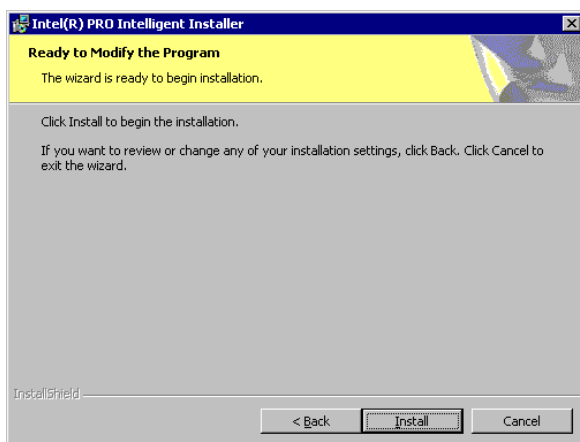 Intel(R) PRO Intelligent Installer
Ready to Modify the Program
The wizard is ready to begin installation.
Click Install to begin the installation.
If you want to review or change any of your installation settings, click Back. Click Cancel to
exit the wizard.
InstallShield
< Back Install Cancel